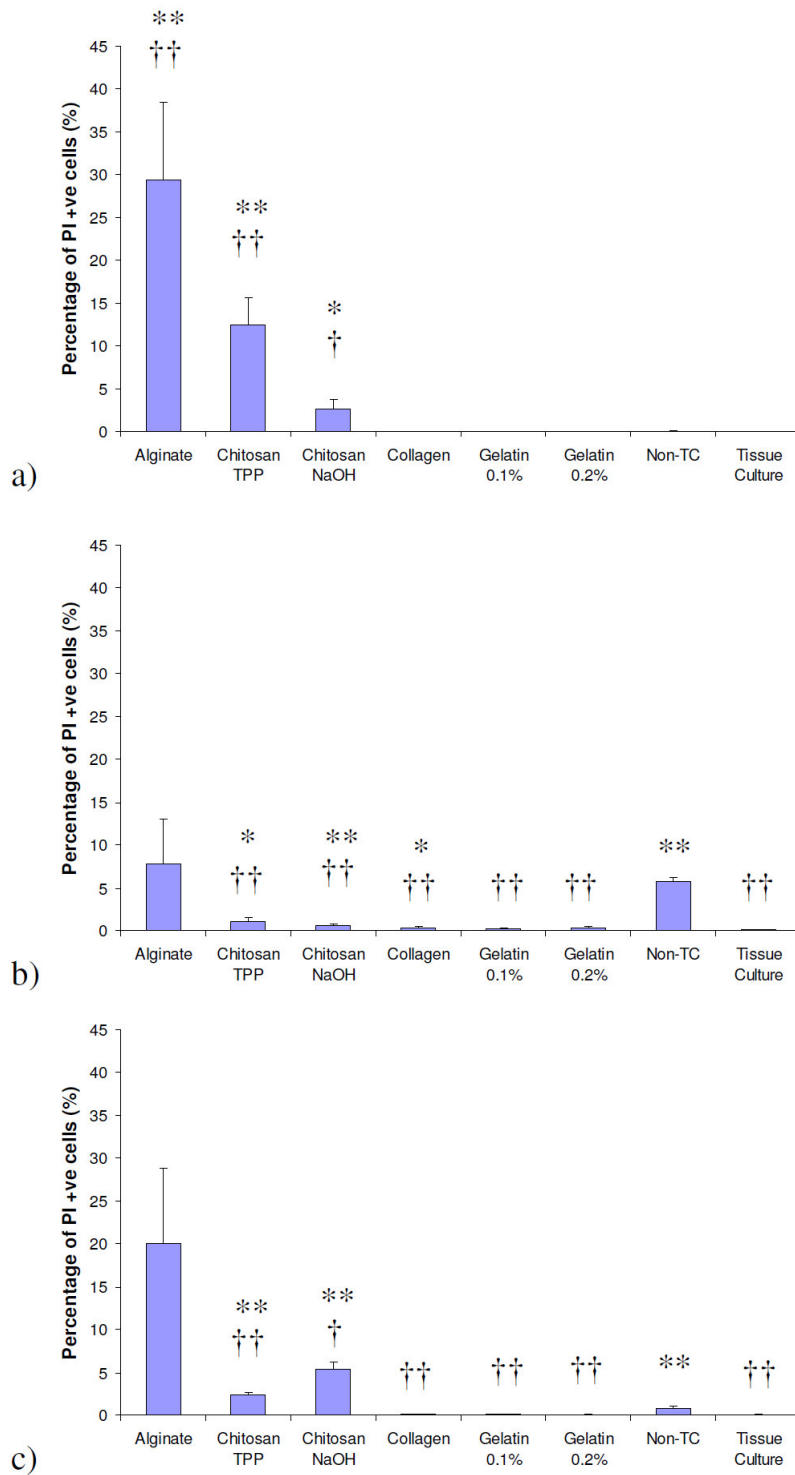 **
††
45
40
35
30
25
20
15
10
5
0
Percentage of PI +ve cells (%)
**
††
*
†
Alginate Chitosan Chitosan Collagen Gelatin Gelatin Non-TC Tissue
TPP NaOH 0.1% 0.2% Culture
a)
45
40
35
30
25
20
15
10
5
0
Percentage of PI +ve cells (%)
* ** * **
†† †† †† †† †† ††
Alginate Chitosan Chitosan Collagen Gelatin Gelatin Non-TC Tissue
TPP NaOH 0.1% 0.2% Culture
b)
45
40
35
30
25
20
15
10
5
0
Percentage of PI +ve cells (%)
** ** **
†† † †† †† †† ††
Alginate Chitosan Chitosan Collagen Gelatin Gelatin Non-TC Tissue
TPP NaOH 0.1% 0.2% Culture
c)